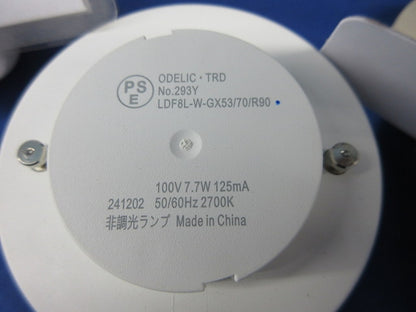 PS
E
ODELIC・TRD
No.293Y
LDF8L-W-GX53/70/R90
100V 7.7W 125mA
241202 50/60Hz 2700K
非調光ランプ Made in China